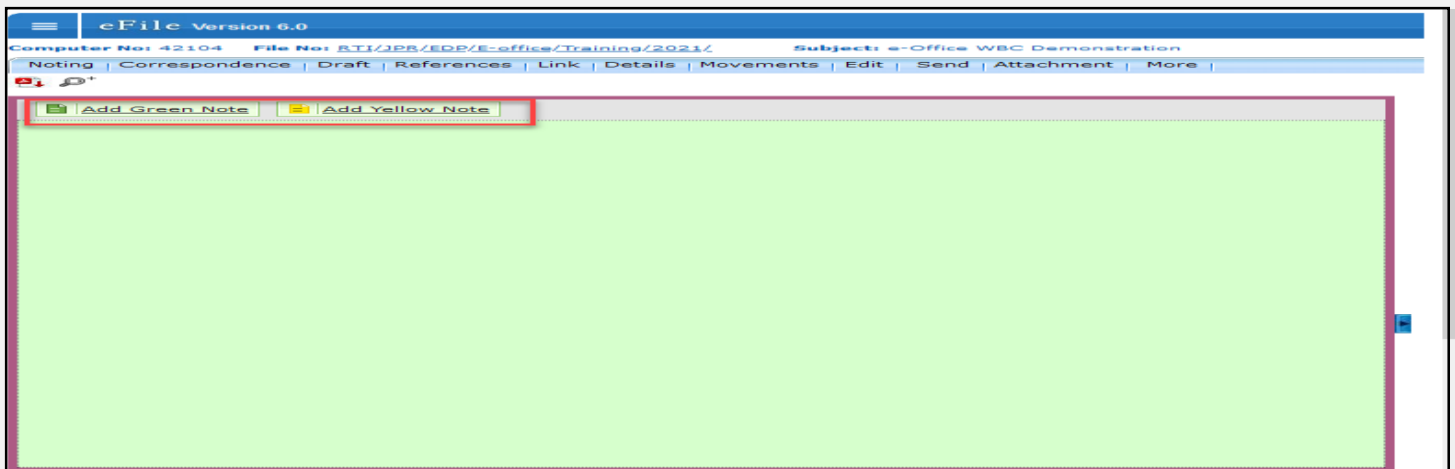 eFile Version 6.0
Computer No: 42104 File No: RTI/JPR/EDP/E-office/Training/2021/ Subject: e-Office WBC Demonstration
Noting | Correspondence | Draft | References | Link | Details | Movements | Edit | Send | Attachment | More |
Add Green Note Add Yellow Note